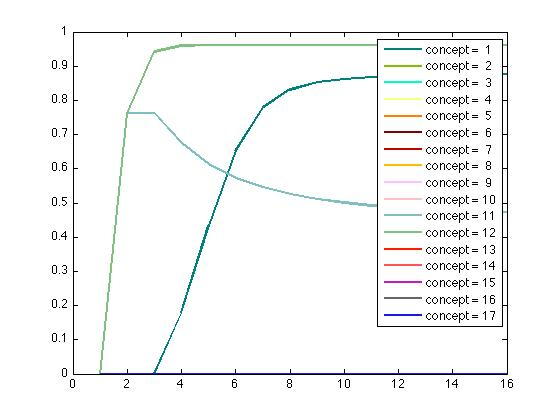 1
0.9
0.8
0.7
0.6
0.5
0.4
0.3
0.2
0.1
0
0 2 4 6 8 10 12 14 16
concept = 1
concept = 2
concept = 3
concept = 4
concept = 5
concept = 6
concept = 7
concept = 8
concept = 9
concept = 10
concept = 11
concept = 12
concept = 13
concept = 14
concept = 15
concept = 16
concept = 17